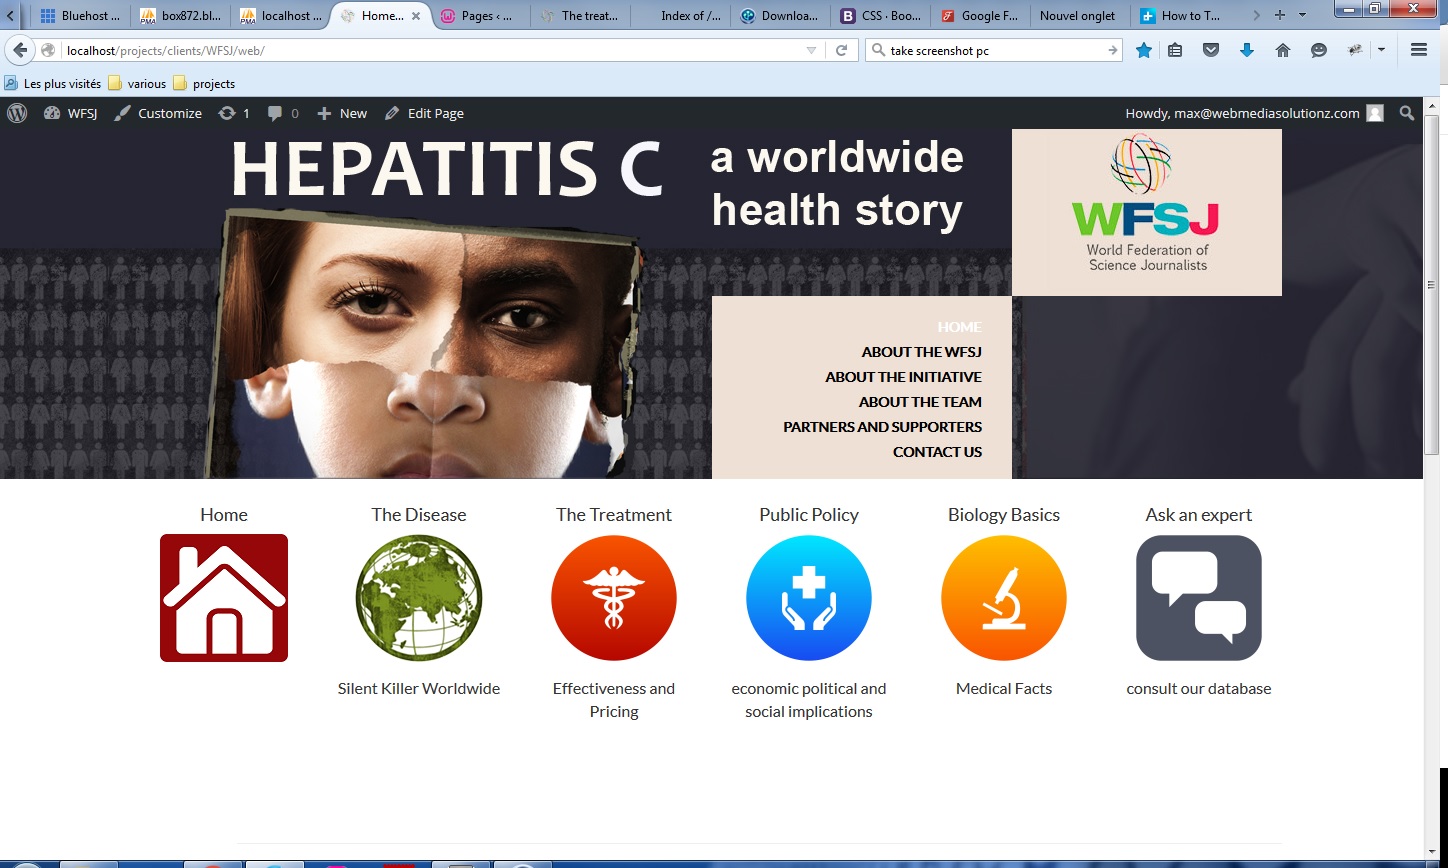 Bluehost ...
box872.bl...
localhost ...
Home...
Pages ‹ ...
The treat...
Index of /...
Downloa...
CSS · Boo...
Google F...
Nouvel onglet
How to T...
localhost/projects/clients/WFSJ/web/
take screenshot pc
Les plus visités
various
projects
WFSJ
Customize
1
0
New
Edit Page
Howdy, max@webmediasolutionz.com
HEPATITIS C
a worldwide
health story
WFSJ
World Federation of
Science Journalists
HOME
ABOUT THE WFSJ
ABOUT THE INITIATIVE
ABOUT THE TEAM
PARTNERS AND SUPPORTERS
CONTACT US
Home
The Disease
The Treatment
Public Policy
Biology Basics
Ask an expert
Silent Killer Worldwide
Effectiveness and
Pricing
economic political and
social implications
Medical Facts
consult our database